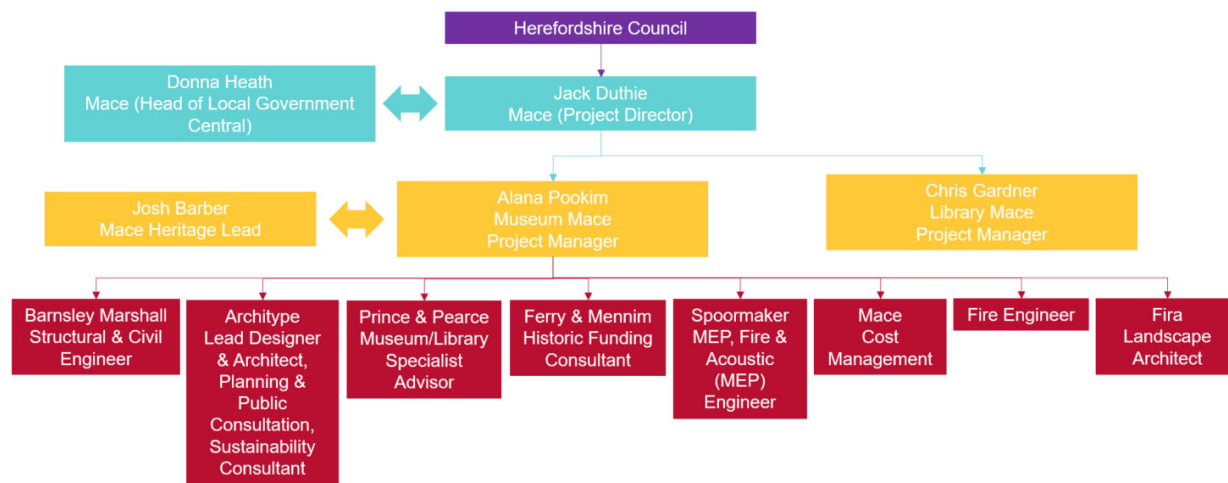 Herefordshire Council
Donna Heath
Mace (Head of Local Government
Central)
Jack Duthie
Mace (Project Director)
Josh Barber
Mace Heritage Lead
Alana Pookim
Museum Mace
Project Manager
Chris Gardner
Library Mace
Project Manager
Barnsley Marshall
Structural & Civil
Engineer
Architype
Lead Designer
& Architect,
Planning &
Public
Consultation,
Sustainability
Consultant
Prince & Pearce
Museum/Library
Specialist
Advisor
Ferry & Mennim
Historic Funding
Consultant
Spoormaker
MEP, Fire &
Acoustic
(MEP)
Engineer
Mace
Cost
Management
Fire Engineer
Fira
Landscape
Architect